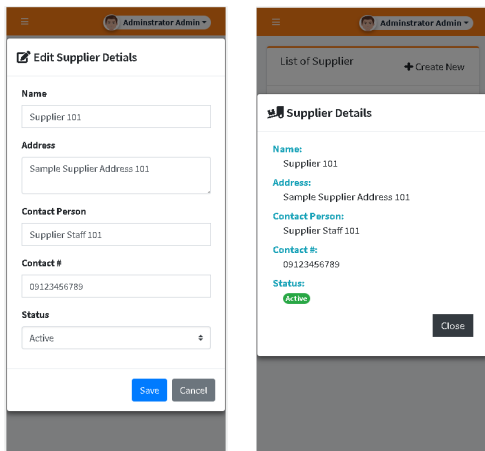 Adminstrator Admin
Edit Supplier Detials
Name
Supplier 101
Address
Sample Supplier Address 101
Contact Person
Supplier Staff 101
Contact #
09123456789
Status
Active
Save
Cancel
Adminstrator Admin
List of Supplier
Create New
Supplier Details
Name:
Supplier 101
Address:
Sample Supplier Address 101
Contact Person:
Supplier Staff 101
Contact #:
09123456789
Status:
Active
Close